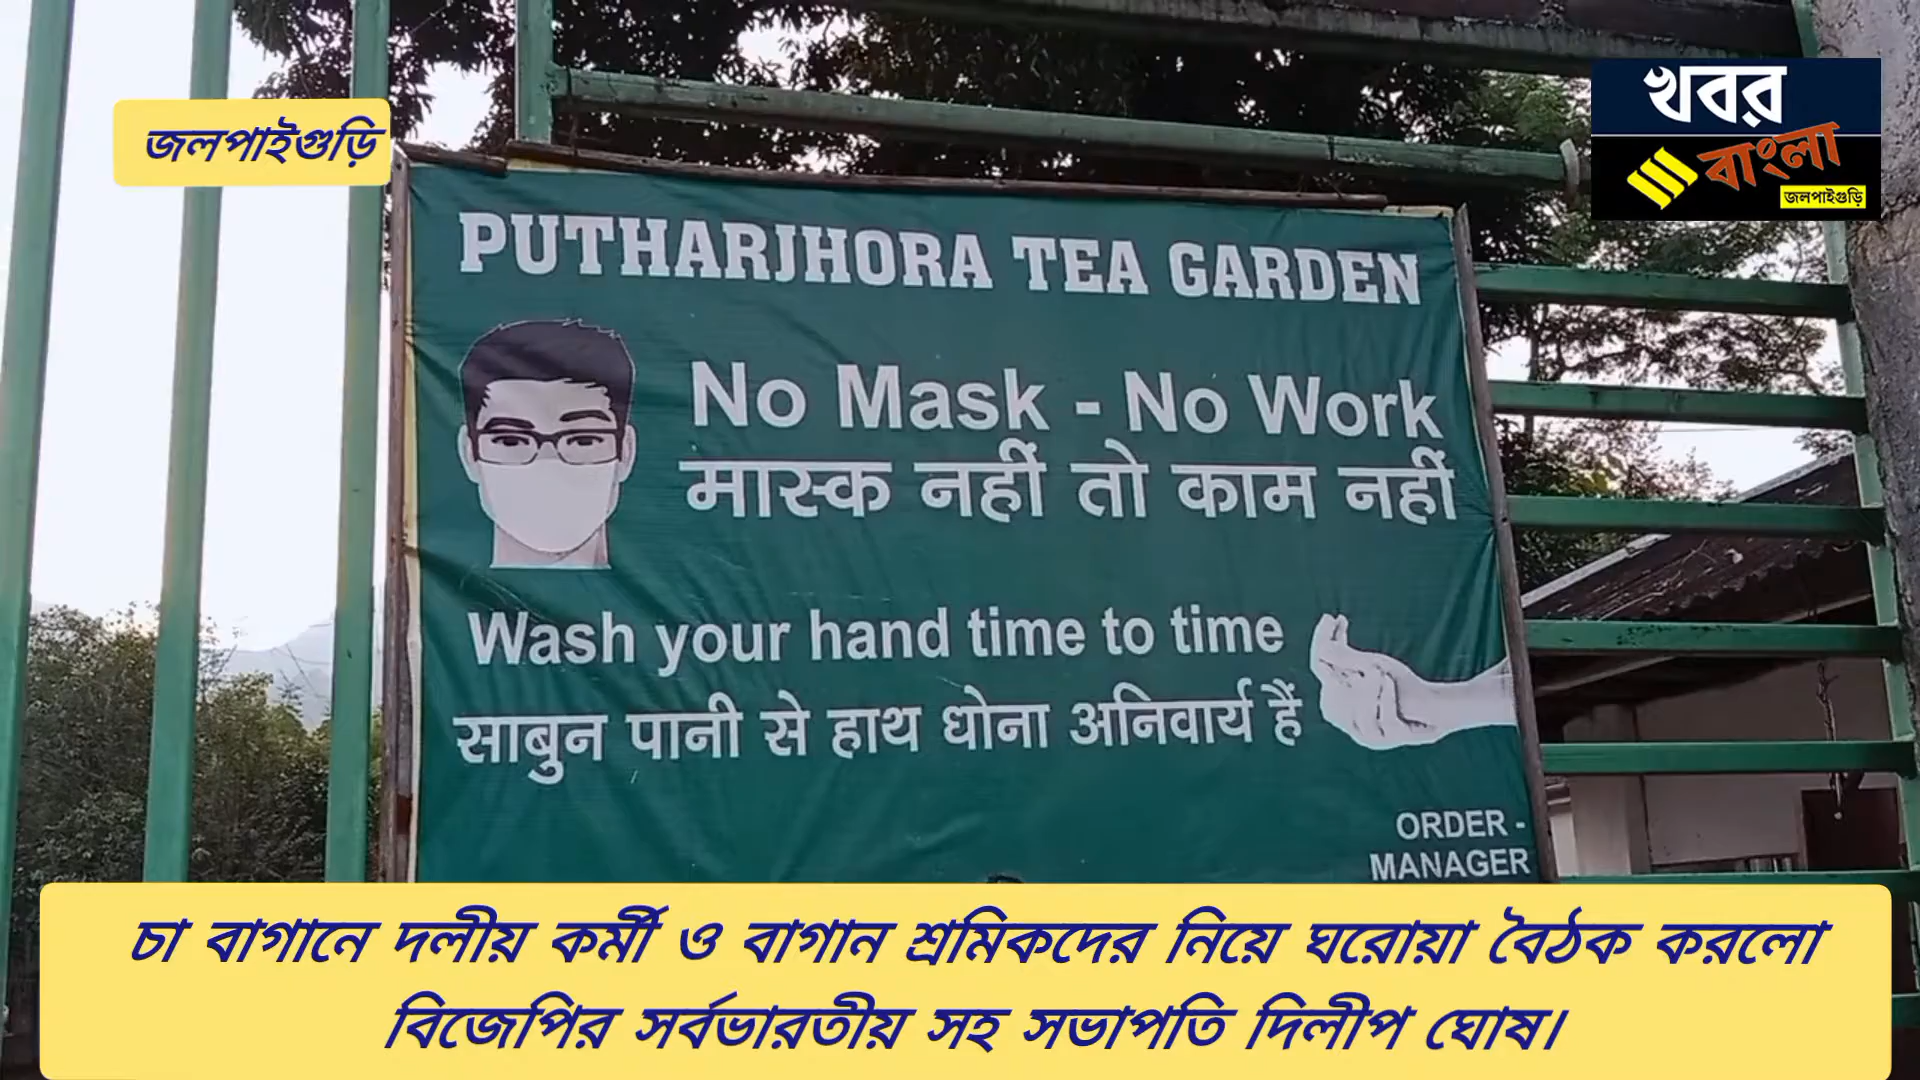 জলপাইগুড়ি
খবর
বাংলা
জলপাইগুড়ি
PUTHARJHORA TEA GARDEN
No Mask - No Work
मास्क नहीं तो काम नहीं
Wash your hand time to time
साबुन पानी से हाथ धोना अनिवार्य हैं
ORDER -
MANAGER
চা বাগানে দলীয় কর্মী ও বাগান শ্রমিকদের নিয়ে ঘরোয়া বৈঠক করলো
বিজেপির সর্বভারতীয় সহ সভাপতি দিলীপ ঘোষ।